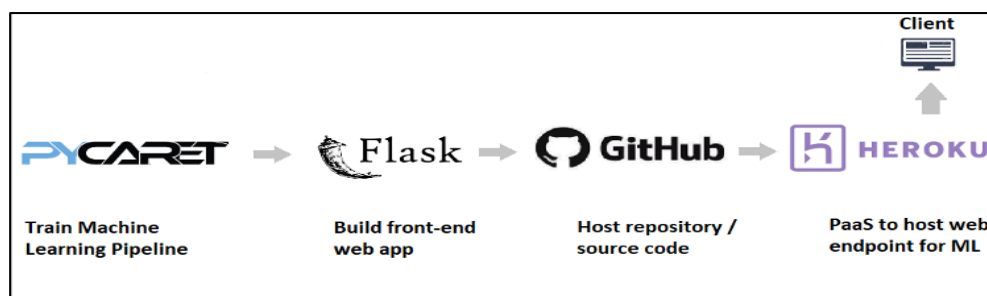 Client
PYCARET
Flask
GitHub
HEROKU
Train Machine
Learning Pipeline
Build front-end
web app
Host repository /
source code
PaaS to host web
endpoint for ML